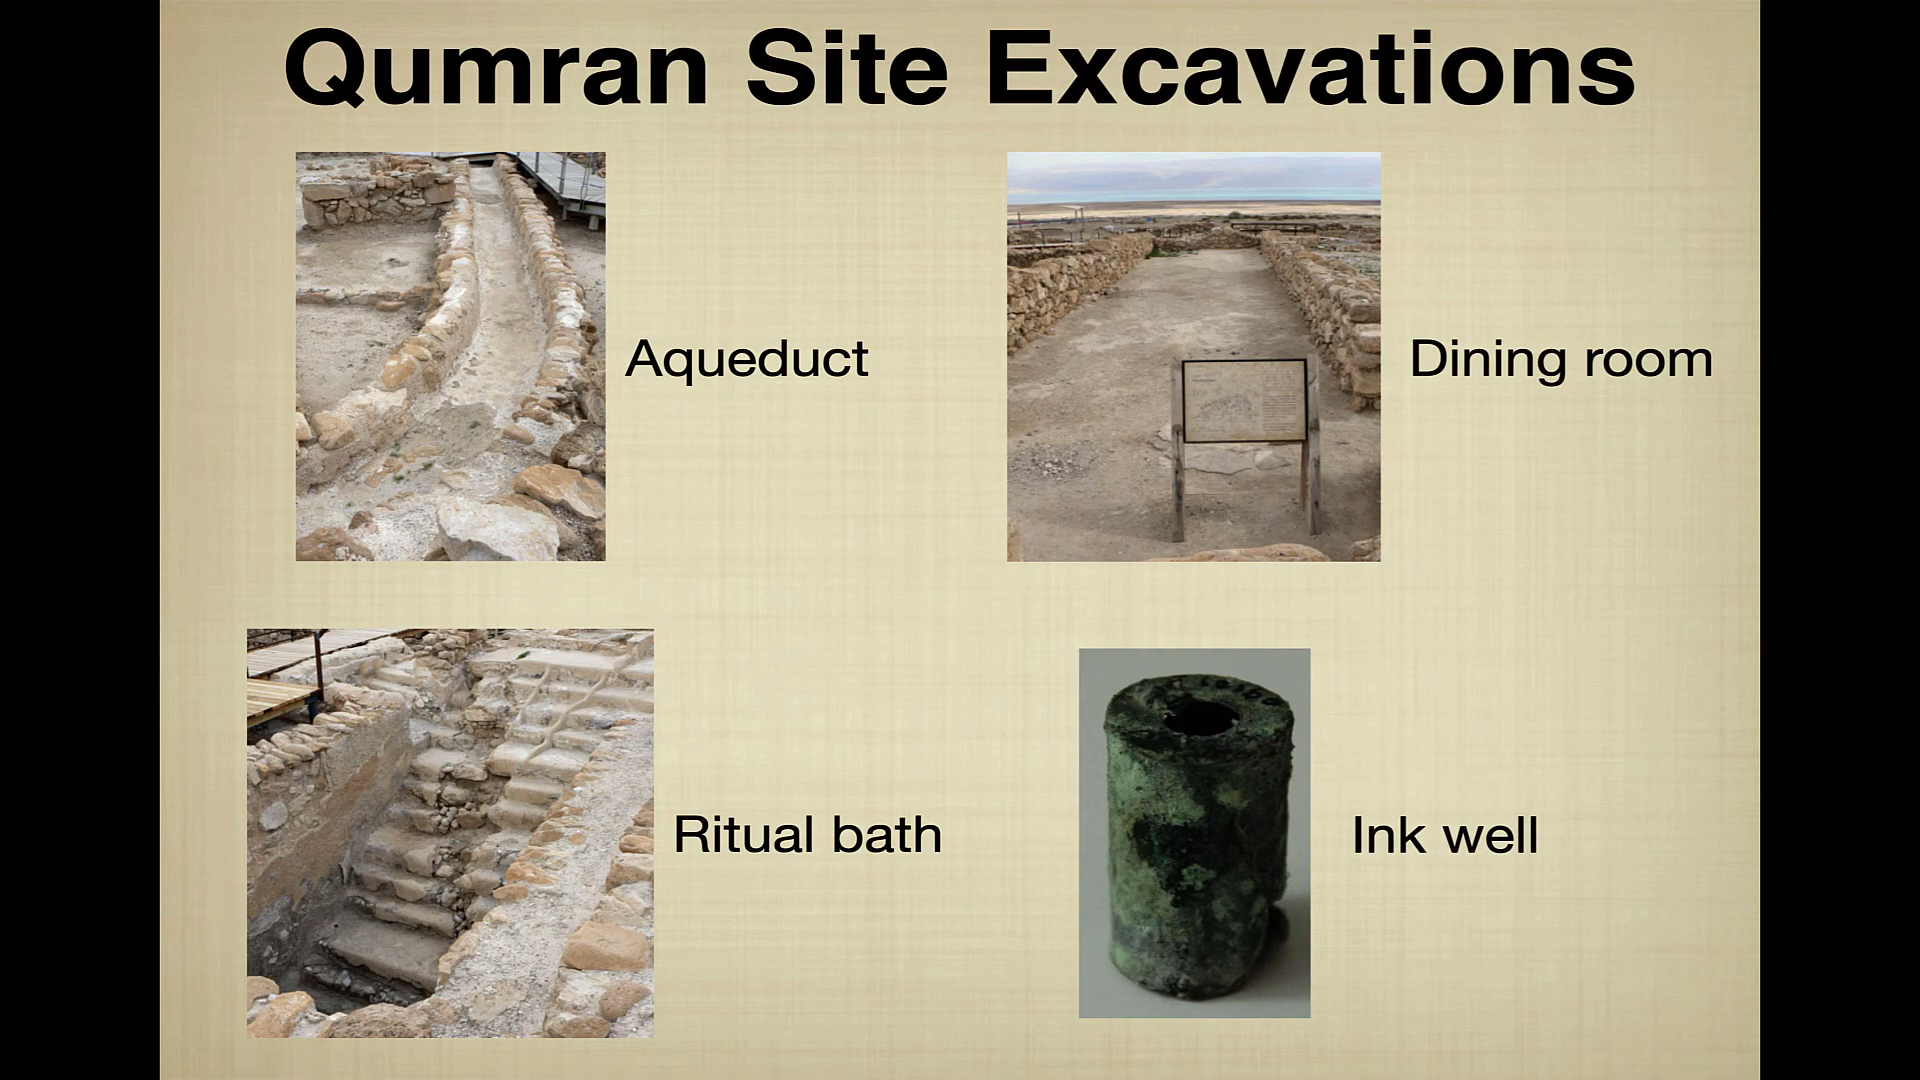 Qumran Site Excavations
Aqueduct
Dining room
Ritual bath
Ink well